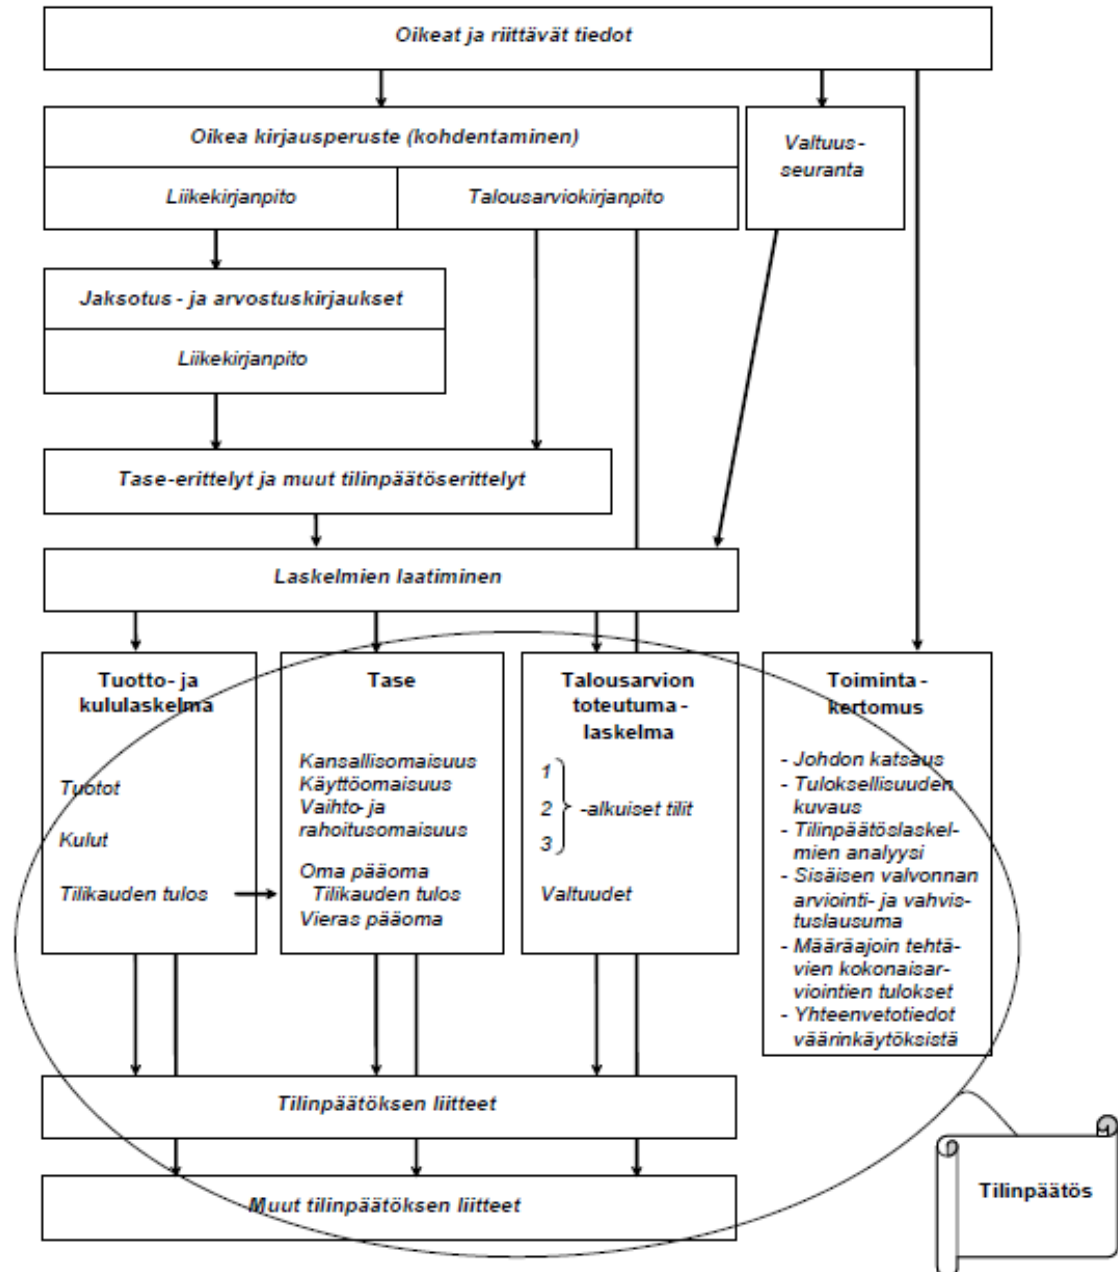 Oikeat ja riittävät tiedot
Oikea kirjausperuste (kohdentaminen)
Liikekirjanpito
Talousarviokirjanpito
Valtuus-
seuranta
Jaksotus - ja arvostuskirjaukset
Liikekirjanpito
Tase-erittelyt ja muut tilinpäätöserittelyt
Laskelmien laatiminen
Tuotto- ja
kululaskelma
Tuotot
Kulut
Tilikauden tulos
Tase
Kansallisomaisuus
Käyttöomaisuus
Vaihto- ja
rahoitusomaisuus
Oma pääoma
Tilikauden tulos
Vieras pääoma
Talousarvion
toteutuma -
laskelma
1
2 -alkuiset tilit
3
Valtuudet
Toiminta -
kertomus
- Johdon katsaus
- Tuloksellisuuden
kuvaus
- Tilinpäätöslaskel-
mien analyysi
- Sisäisen valvonnan
arviointi- ja vahvis-
tuslausuma
- Määräajoin tehtä-
vien kokonaisar-
viointien tulokset
- Yhteenvetotiedot
väärinkäytöksistä
Tilinpäätöksen liitteet
Muut tilinpäätöksen liitteet
Tilinpäätös